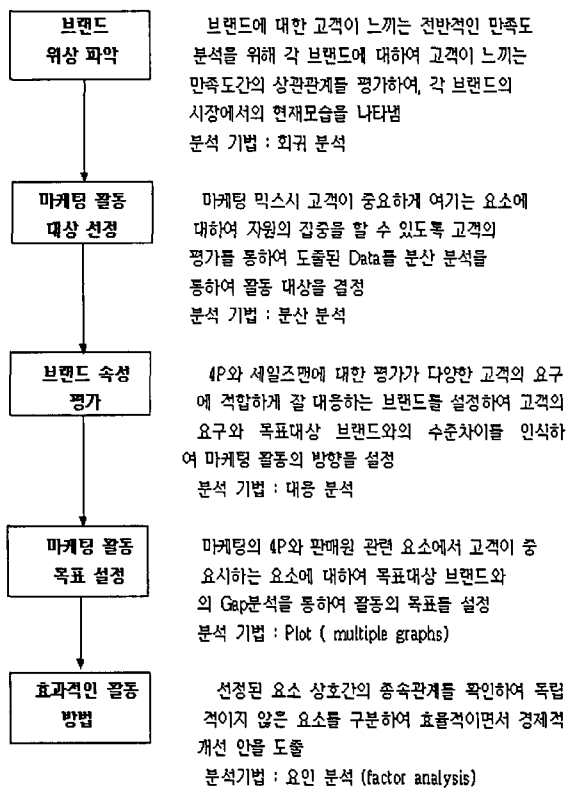 브랜드
위상 파악
브랜드에 대한 고객이 느끼는 전반적인 만족도
분석을 위해 각 브랜드에 대하여 고객이 느끼는
만족도간의 상관관계를 평가하여, 각 브랜드의
시장에서의 현재모습을 나타냄
분석 기법 : 회귀 분석
마케팅 활동
대상 선정
마케팅 믹스시 고객이 중요하게 여기는 요소에
대하여 자원의 집중을 할 수 있도록 고객의
평가를 통하여 도출된 Data를 분산 분석을
통하여 활동 대상을 결정
분석 기법 : 분산 분석
브랜드 속성
평가
4P와 세일즈맨에 대한 평가가 다양한 고객의 요구
에 적합하게 잘 대응하는 브랜드를 설정하여 고객의
요구와 목표대상 브랜드와의 수준차이를 인식하
여 마케팅 활동의 방향을 설정
분석 기법 : 대응 분석
마케팅 활동
목표 설정
마케팅의 4P와 판매원 관련 요소에서 고객이 중
요시하는 요소에 대하여 목표대상 브랜드와
의 Gap분석을 통하여 활동의 목표를 설정
분석 기법 : Plot ( multiple graphs)
효과적인 활동
방법
선정된 요소 상호간의 종속관계를 확인하여 독립
적이지 않은 요소를 구분하여 효율적이면서 경제적
개선 안을 도출
분석기법 : 요인 분석 (factor analysis)